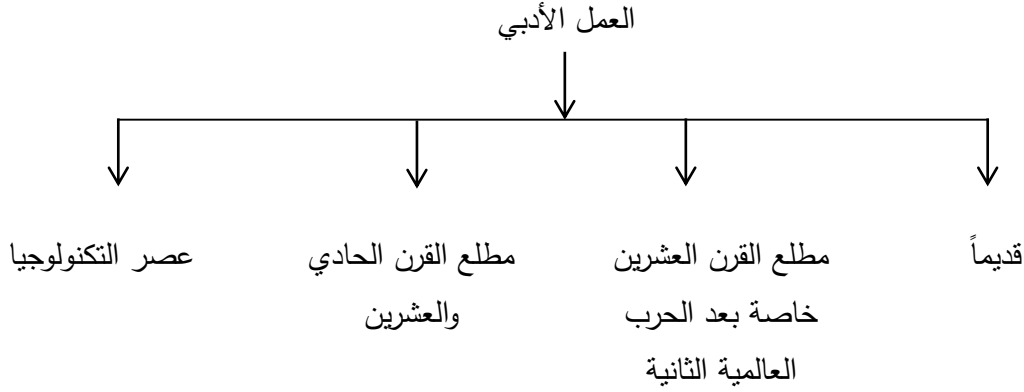 العمل الأدبي
قديماً
مطلع القرن العشرين
خاصة بعد الحرب
العالمية الثانية
مطلع القرن الحادي
والعشرين
عصر التكنولوجيا